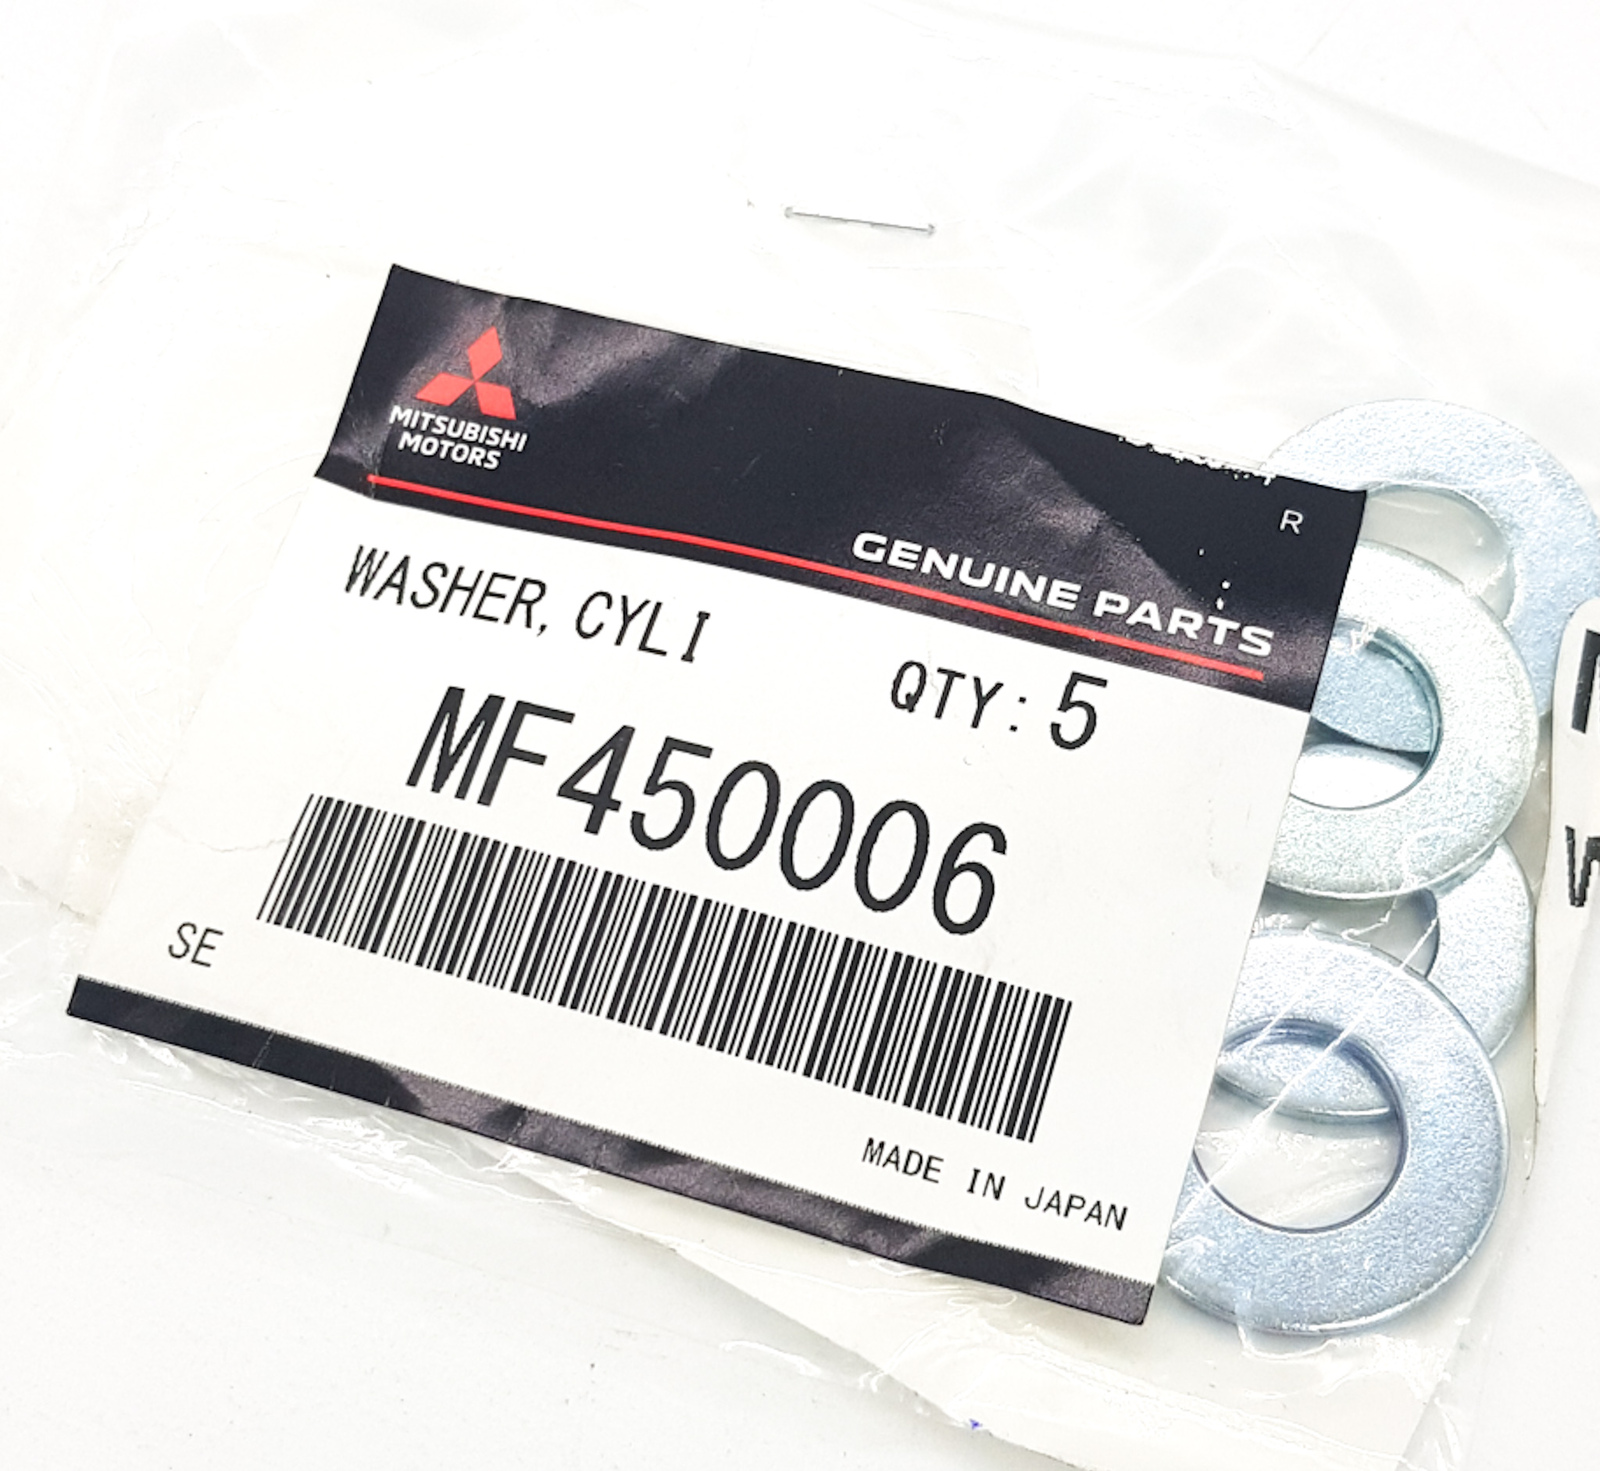 MITSUBISHI
MOTORS
R
GENUINE PARTS
WASHER, CYLI
QTY: 5
MF450006
SE
MADE IN JAPAN